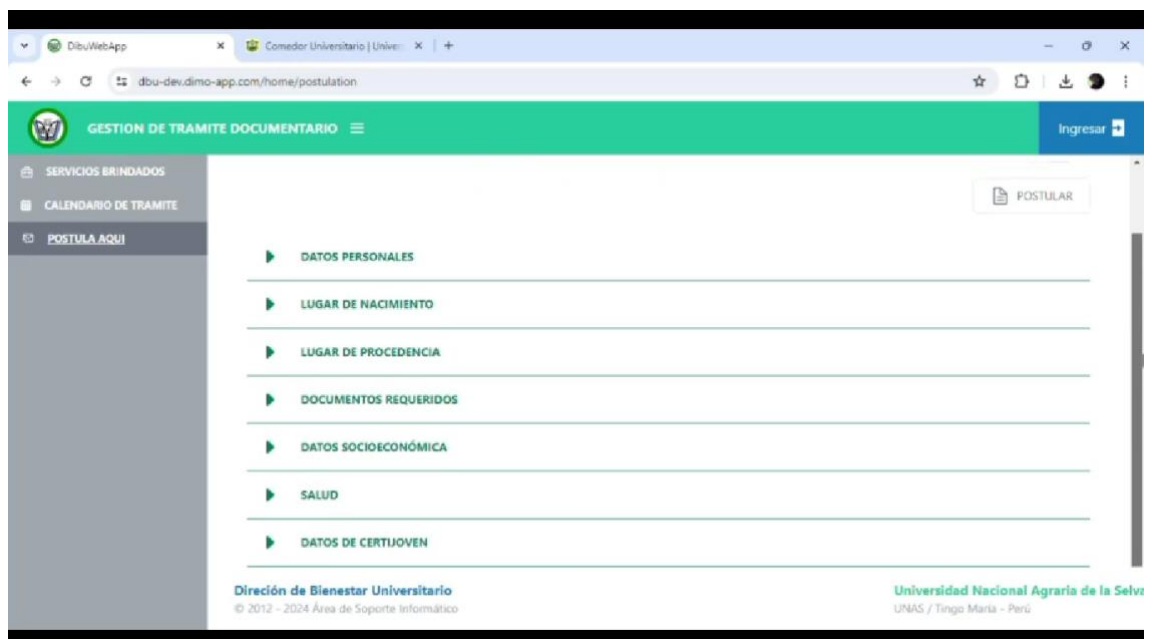 DibuWebApp
Comedor Universitario | Univer
dbu-dev.dimo-app.com/home/postulation
GESTION DE TRAMITE DOCUMENTARIO
Ingresar
SERVICIOS BRINDADOS
CALENDARIO DE TRAMITE
POSTULA AQUI
POSTULAR
DATOS PERSONALES
LUGAR DE NACIMIENTO
LUGAR DE PROCEDENCIA
DOCUMENTOS REQUERIDOS
DATOS SOCIOECONÓMICA
SALUD
DATOS DE CERTIJOVEN
Direción de Bienestar Universitario
© 2012 - 2024 Área de Soporte Informático
Universidad Nacional Agraria de la Selva
UNAS / Tingo María - Perú